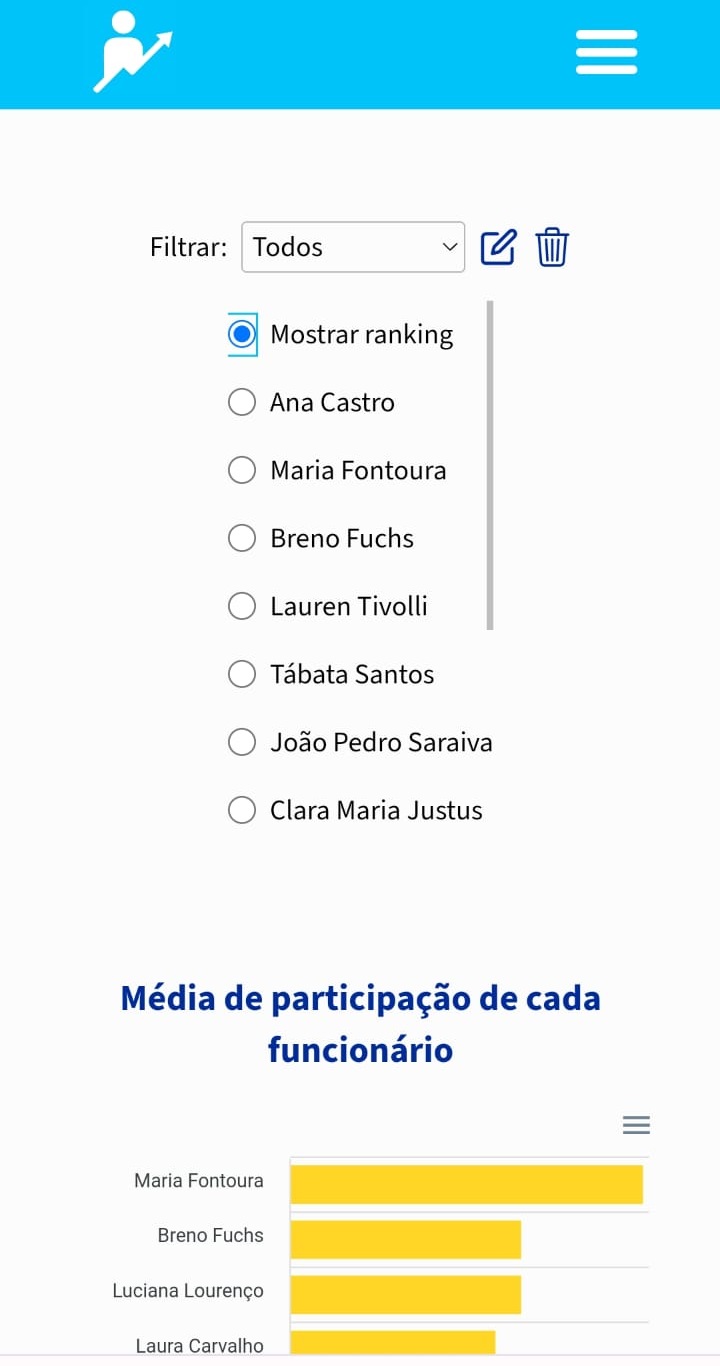 Filtrar: Todos
Mostrar ranking
Ana Castro
Maria Fontoura
Breno Fuchs
Lauren Tivolli
Tábata Santos
João Pedro Saraiva
Clara Maria Justus
Média de participação de cada
funcionário
Maria Fontoura
Breno Fuchs
Luciana Lourenço
Laura Carvalho